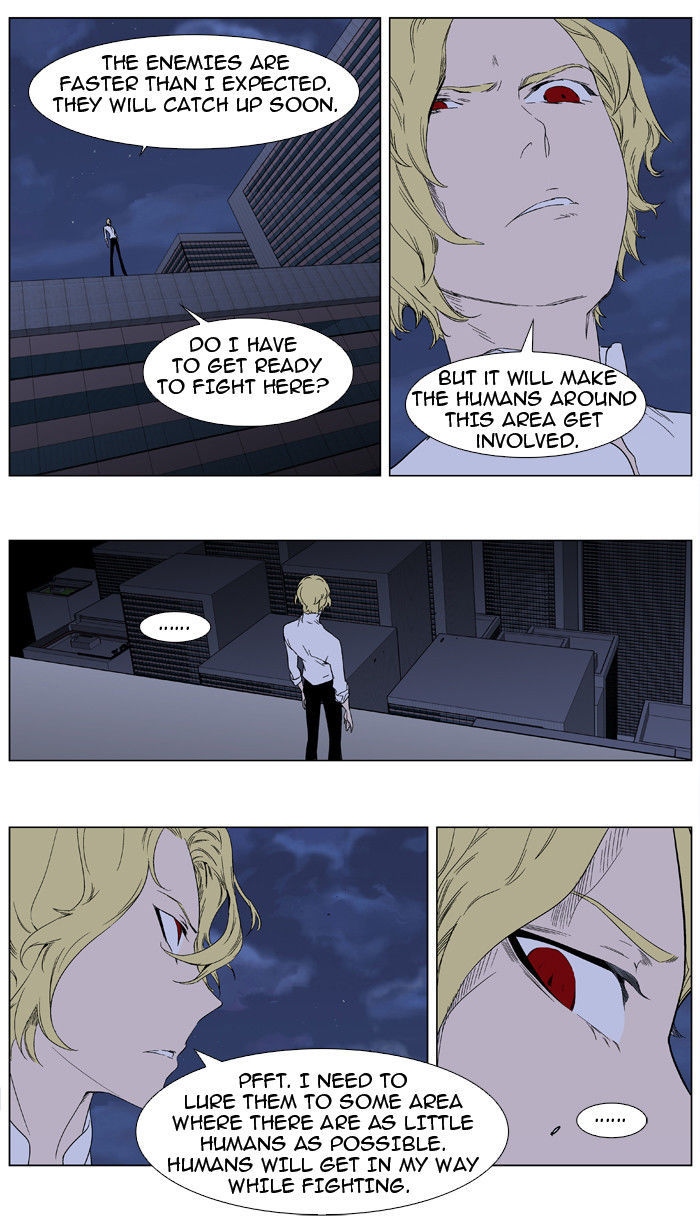 THE ENEMIES ARE
FASTER THAN I EXPECTED.
THEY WILL CATCH UP SOON.
DO I HAVE
TO GET READY
TO FIGHT HERE?
BUT IT WILL MAKE
THE HUMANS AROUND
THIS AREA GET
INVOLVED.
......
PFFT. I NEED TO
LURE THEM TO SOME AREA
WHERE THERE ARE AS LITTLE
HUMANS AS POSSIBLE.
HUMANS WILL GET IN MY WAY
WHILE FIGHTING.
......